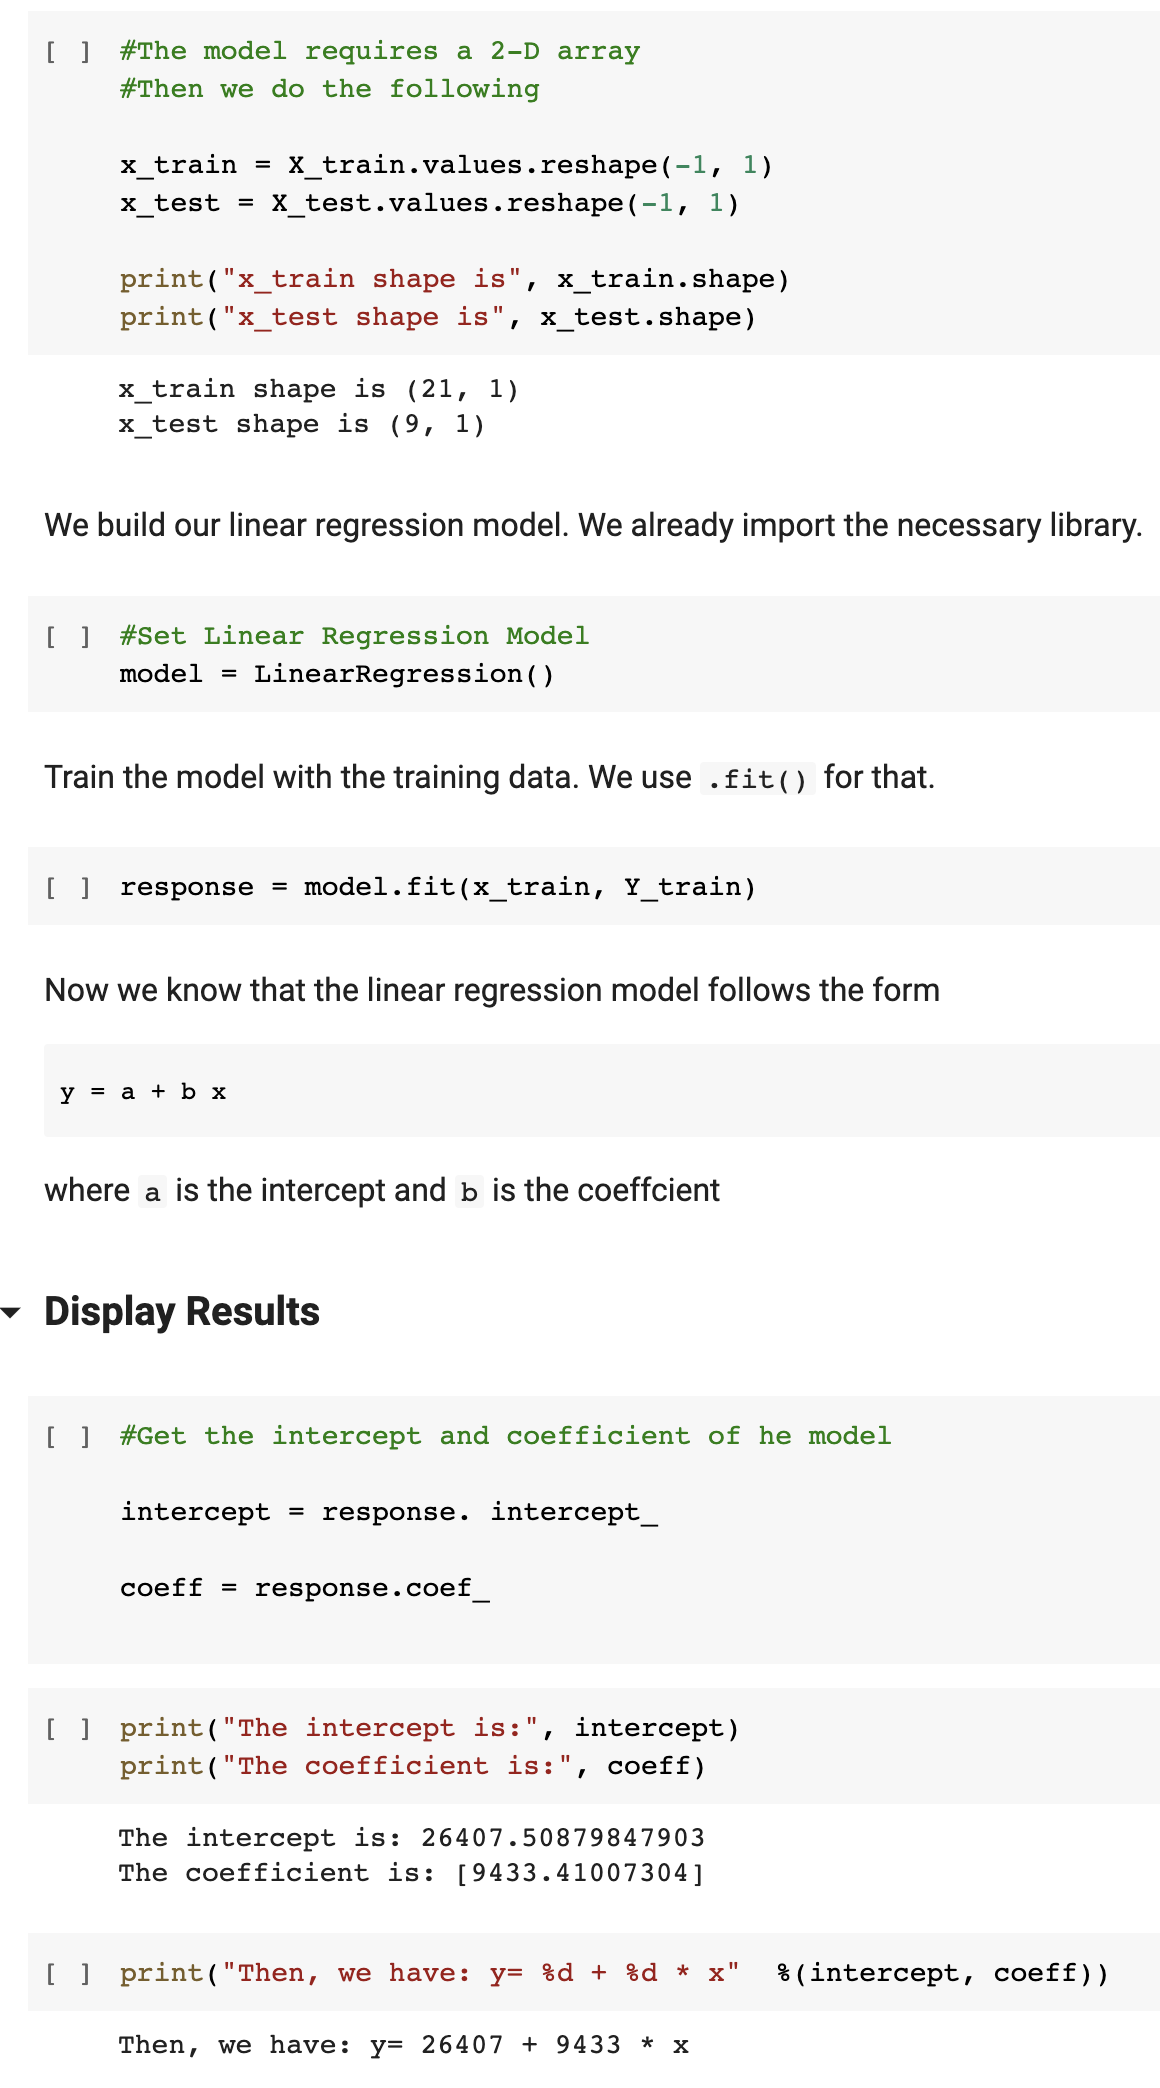 [ ] #The model requires a 2-D array
#Then we do the following
x_train = X_train.values.reshape(-1, 1)
x_test = X_test.values.reshape(-1, 1)
print("x_train shape is", x_train.shape)
print("x_test shape is", x_test.shape)
x_train shape is (21, 1)
x_test shape is (9, 1)
We build our linear regression model. We already import the necessary library.
[ ] #Set Linear Regression Model
model = LinearRegression()
Train the model with the training data. We use .fit() for that.
[ ] response = model.fit(x_train, Y_train)
Now we know that the linear regression model follows the form
y = a + b x
where a is the intercept and b is the coeffcient
Display Results
[ ] #Get the intercept and coefficient of he model
intercept = response. intercept_
coeff = response.coef_
[ ] print("The intercept is:", intercept)
print("The coefficient is:", coeff)
The intercept is: 26407.50879847903
The coefficient is: [9433.41007304]
[ ] print("Then, we have: y= %d + %d * x"  %(intercept, coeff))
Then, we have: y= 26407 + 9433 * x